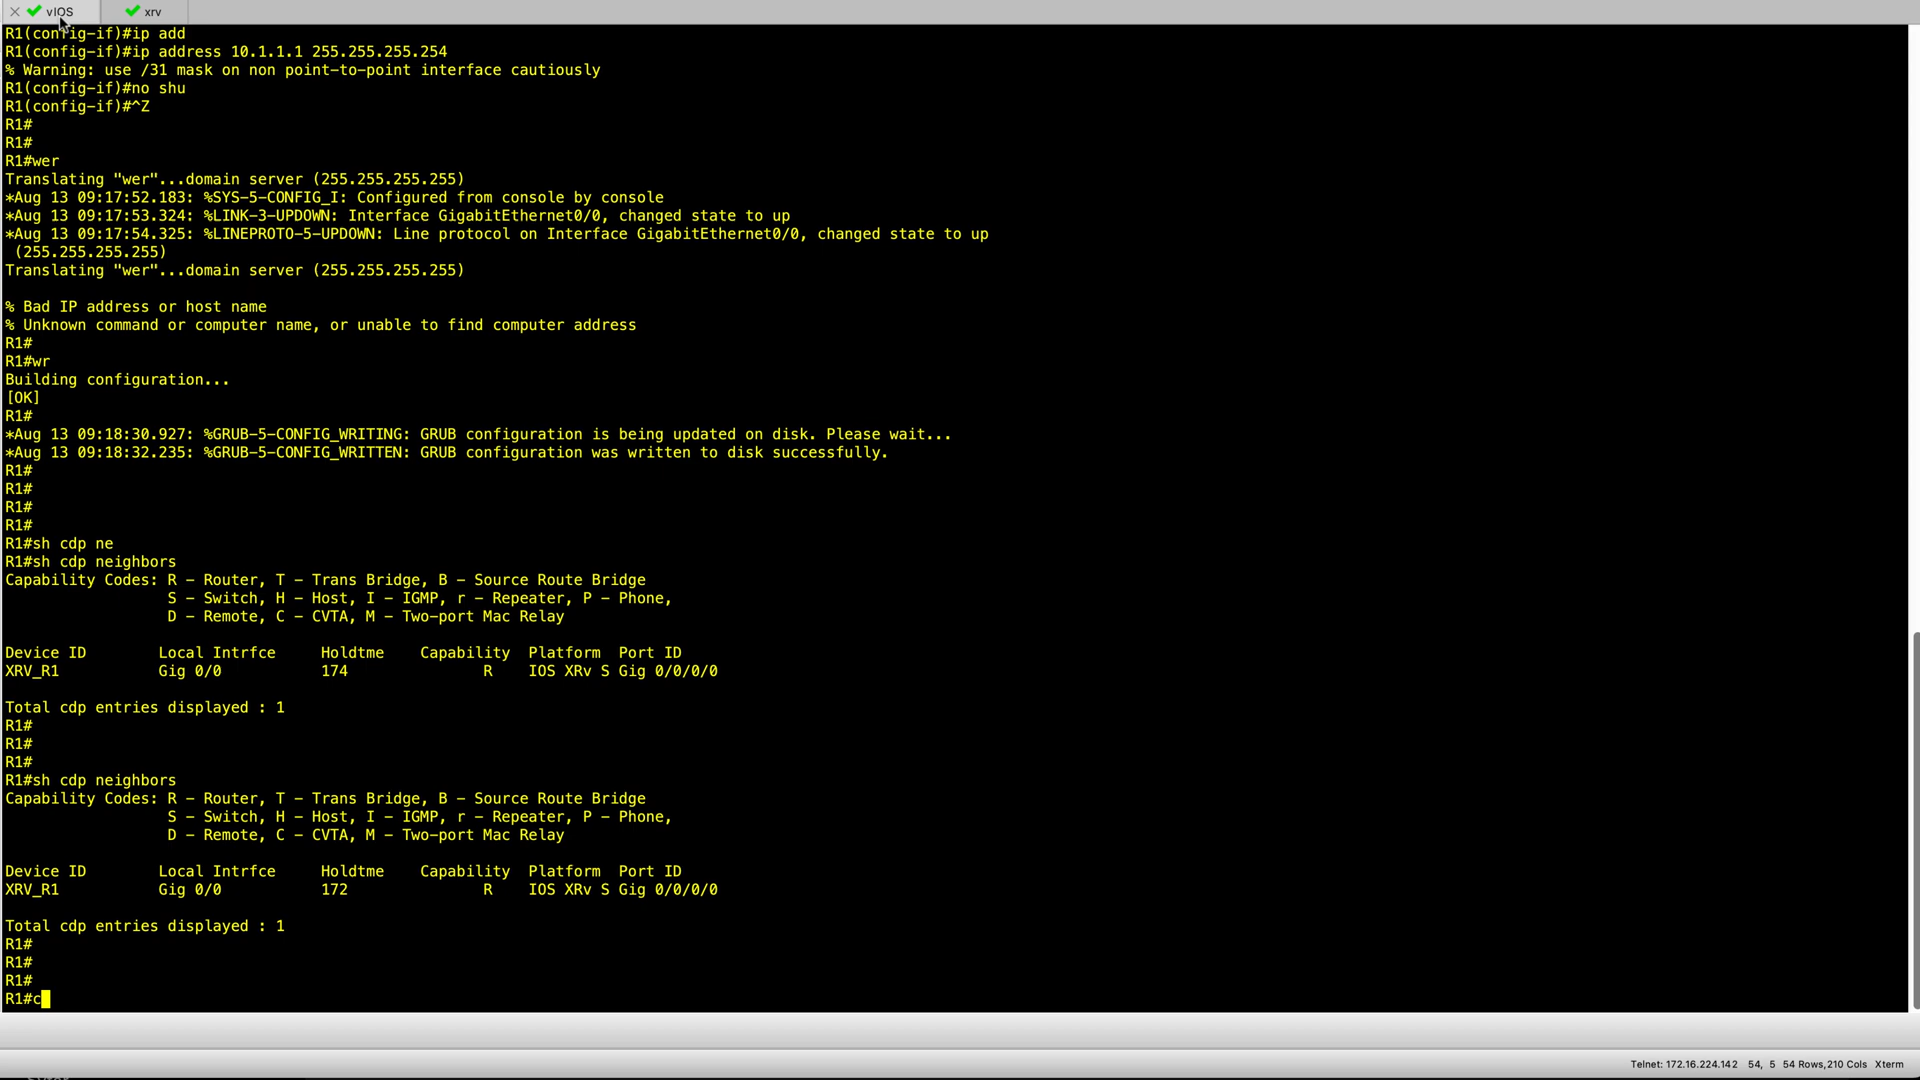 vIOS
xrv
R1(config-if)#ip add
R1(config-if)#ip address 10.1.1.1 255.255.255.254
% Warning: use /31 mask on non point-to-point interface cautiously
R1(config-if)#no shu
R1(config-if)#^Z
R1#
R1#
R1#wer
Translating "wer"...domain server (255.255.255.255)
*Aug 13 09:17:52.183: %SYS-5-CONFIG_I: Configured from console by console
*Aug 13 09:17:53.324: %LINK-3-UPDOWN: Interface GigabitEthernet0/0, changed state to up
*Aug 13 09:17:54.325: %LINEPROTO-5-UPDOWN: Line protocol on Interface GigabitEthernet0/0, changed state to up
(255.255.255.255)
Translating "wer"...domain server (255.255.255.255)
% Bad IP address or host name
% Unknown command or computer name, or unable to find computer address
R1#
R1#wr
Building configuration...
[OK]
R1#
*Aug 13 09:18:30.927: %GRUB-5-CONFIG_WRITING: GRUB configuration is being updated on disk. Please wait...
*Aug 13 09:18:32.235: %GRUB-5-CONFIG_WRITTEN: GRUB configuration was written to disk successfully.
R1#
R1#
R1#
R1#
R1#sh cdp ne
R1#sh cdp neighbors
Capability Codes: R - Router, T - Trans Bridge, B - Source Route Bridge
S - Switch, H - Host, I - IGMP, r - Repeater, P - Phone,
D - Remote, C - CVTA, M - Two-port Mac Relay
Device ID Local Intrfce Holdtme Capability Platform Port ID
XRV_R1 Gig 0/0 174 R IOS XRv S Gig 0/0/0/0
Total cdp entries displayed : 1
R1#
R1#
R1#
R1#sh cdp neighbors
Capability Codes: R - Router, T - Trans Bridge, B - Source Route Bridge
S - Switch, H - Host, I - IGMP, r - Repeater, P - Phone,
D - Remote, C - CVTA, M - Two-port Mac Relay
Device ID Local Intrfce Holdtme Capability Platform Port ID
XRV_R1 Gig 0/0 172 R IOS XRv S Gig 0/0/0/0
Total cdp entries displayed : 1
R1#
R1#
R1#
R1#c
Telnet: 172.16.224.142 54, 5 54 Rows,210 Cols Xterm